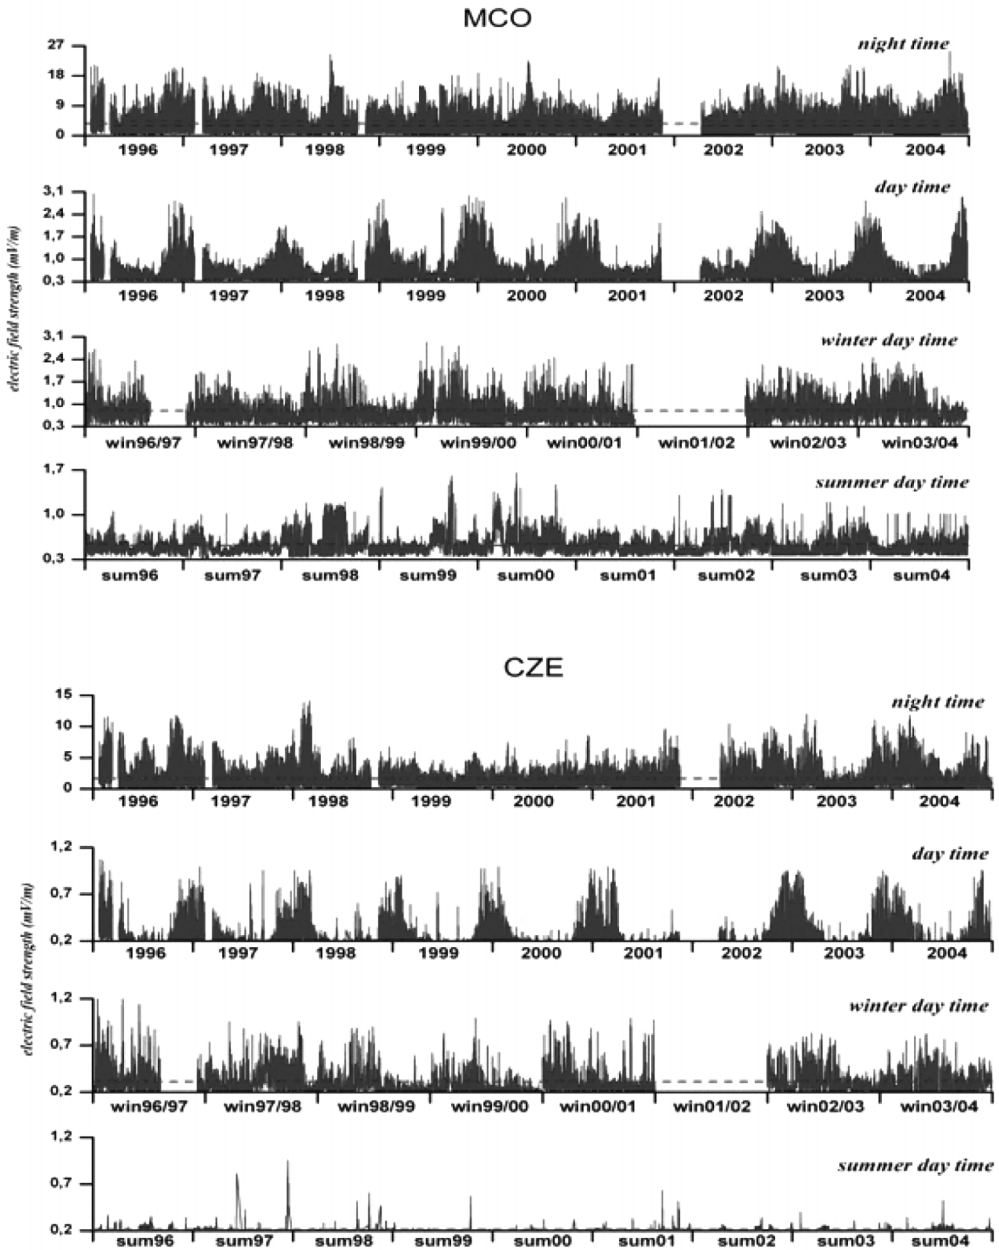 MCO
night time
27
18
9
0
1996 1997 1998 1999 2000 2001 2002 2003 2004
day time
3,1
2,4
1,7
1,0
0,3
1996 1997 1998 1999 2000 2001 2002 2003 2004
electric field strength (mV/m)
winter day time
3,1
2,4
1,7
1,0
0,3
win96/97 win97/98 win98/99 win99/00 win00/01 win01/02 win02/03 win03/04
summer day time
1,7
1,0
0,3
sum96 sum97 sum98 sum99 sum00 sum01 sum02 sum03 sum04
CZE
night time
15
10
5
0
1996 1997 1998 1999 2000 2001 2002 2003 2004
day time
1,2
0,7
0,2
1996 1997 1998 1999 2000 2001 2002 2003 2004
electric field strength (mV/m)
winter day time
1,2
0,7
0,2
win96/97 win97/98 win98/99 win99/00 win00/01 win01/02 win02/03 win03/04
summer day time
1,2
0,7
0,2
sum96 sum97 sum98 sum99 sum00 sum01 sum02 sum03 sum04